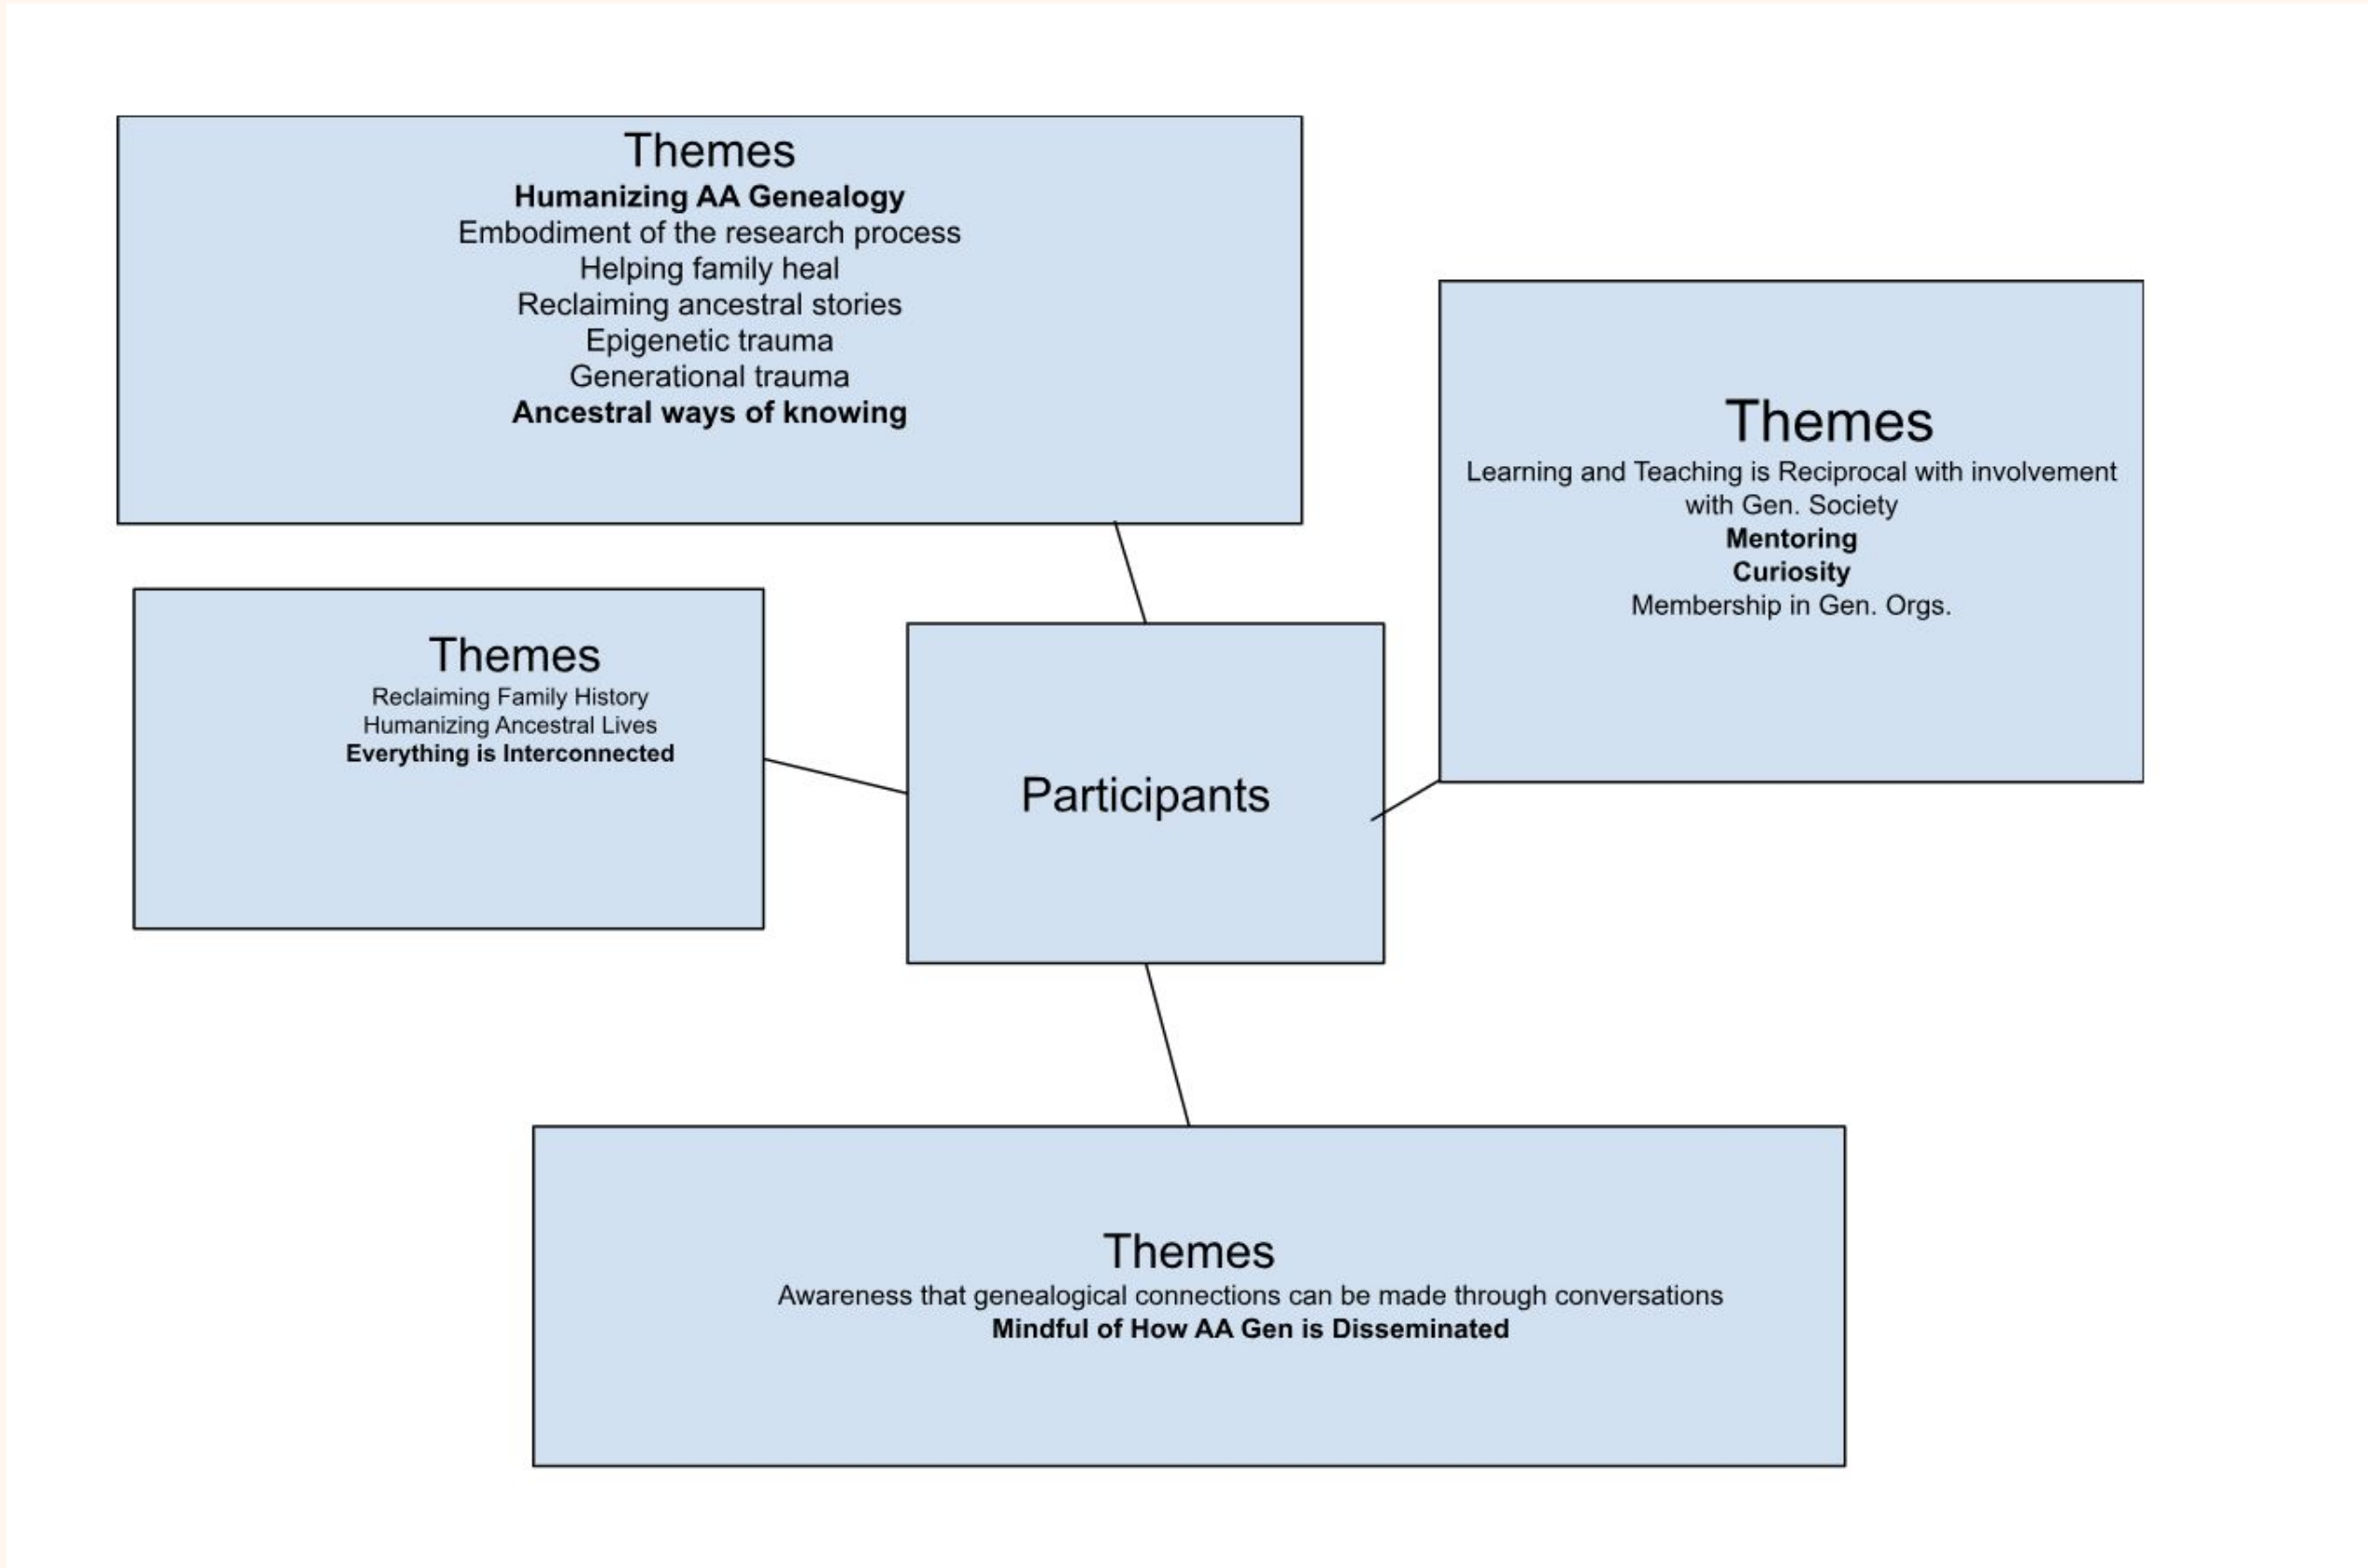 Themes
Humanizing AA Genealogy
Embodiment of the research process
Helping family heal
Reclaiming ancestral stories
Epigenetic trauma
Generational trauma
Ancestral ways of knowing
Themes
Learning and Teaching is Reciprocal with involvement
with Gen. Society
Mentoring
Curiosity
Membership in Gen. Orgs.
Themes
Reclaiming Family History
Humanizing Ancestral Lives
Everything is Interconnected
Participants
Themes
Awareness that genealogical connections can be made through conversations
Mindful of How AA Gen is Disseminated